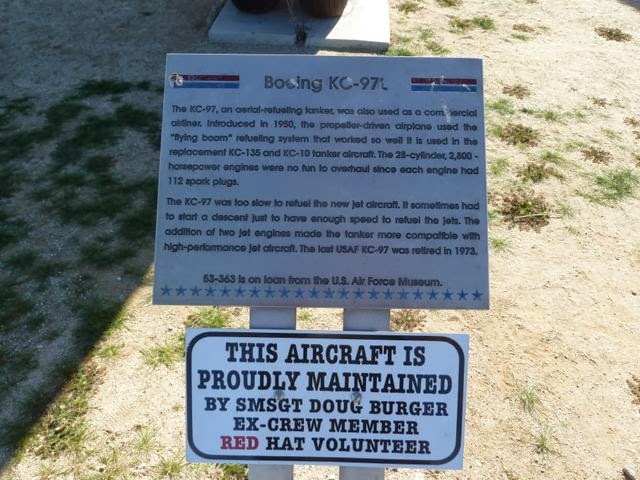 Boeing KC-97L
The KC-97, an aerial-refueling tanker, was also used as a commercial
airliner. Introduced in 1950, the propeller-driven airplane used the
"flying boom" refueling system that worked so well it is used in the
replacement KC-135 and KC-10 tanker aircraft. The 28-cylinder, 2,800 -
horsepower engines were no fun to overhaul since each engine had
112 spark plugs.
The KC-97 was too slow to refuel the new jet aircraft. It sometimes had
to start a descent just to have enough speed to refuel the jets. The
addition of two jet engines made the tanker more compatible with
high-performance jet aircraft. The last USAF KC-97 was retired in 1973.
53-363 is on loan from the U.S. Air Force Museum.
THIS AIRCRAFT IS
PROUDLY MAINTAINED
BY SMSGT DOUG BURGER
EX-CREW MEMBER
RED HAT VOLUNTEER